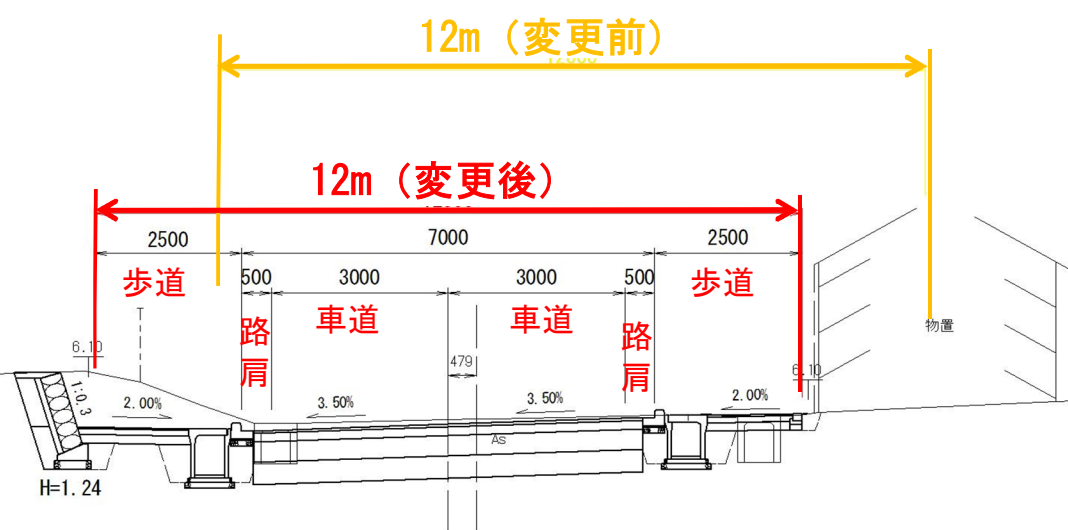 12m（変更前）
12m（変更後）
2500 7000 2500
歩道 500 3000 3000 500 歩道
路肩 車道 車道 路肩
物置
6.10 479 6.10
1:0.3 2.00% 3.50% 3.50% 2.00%
As
H=1.24